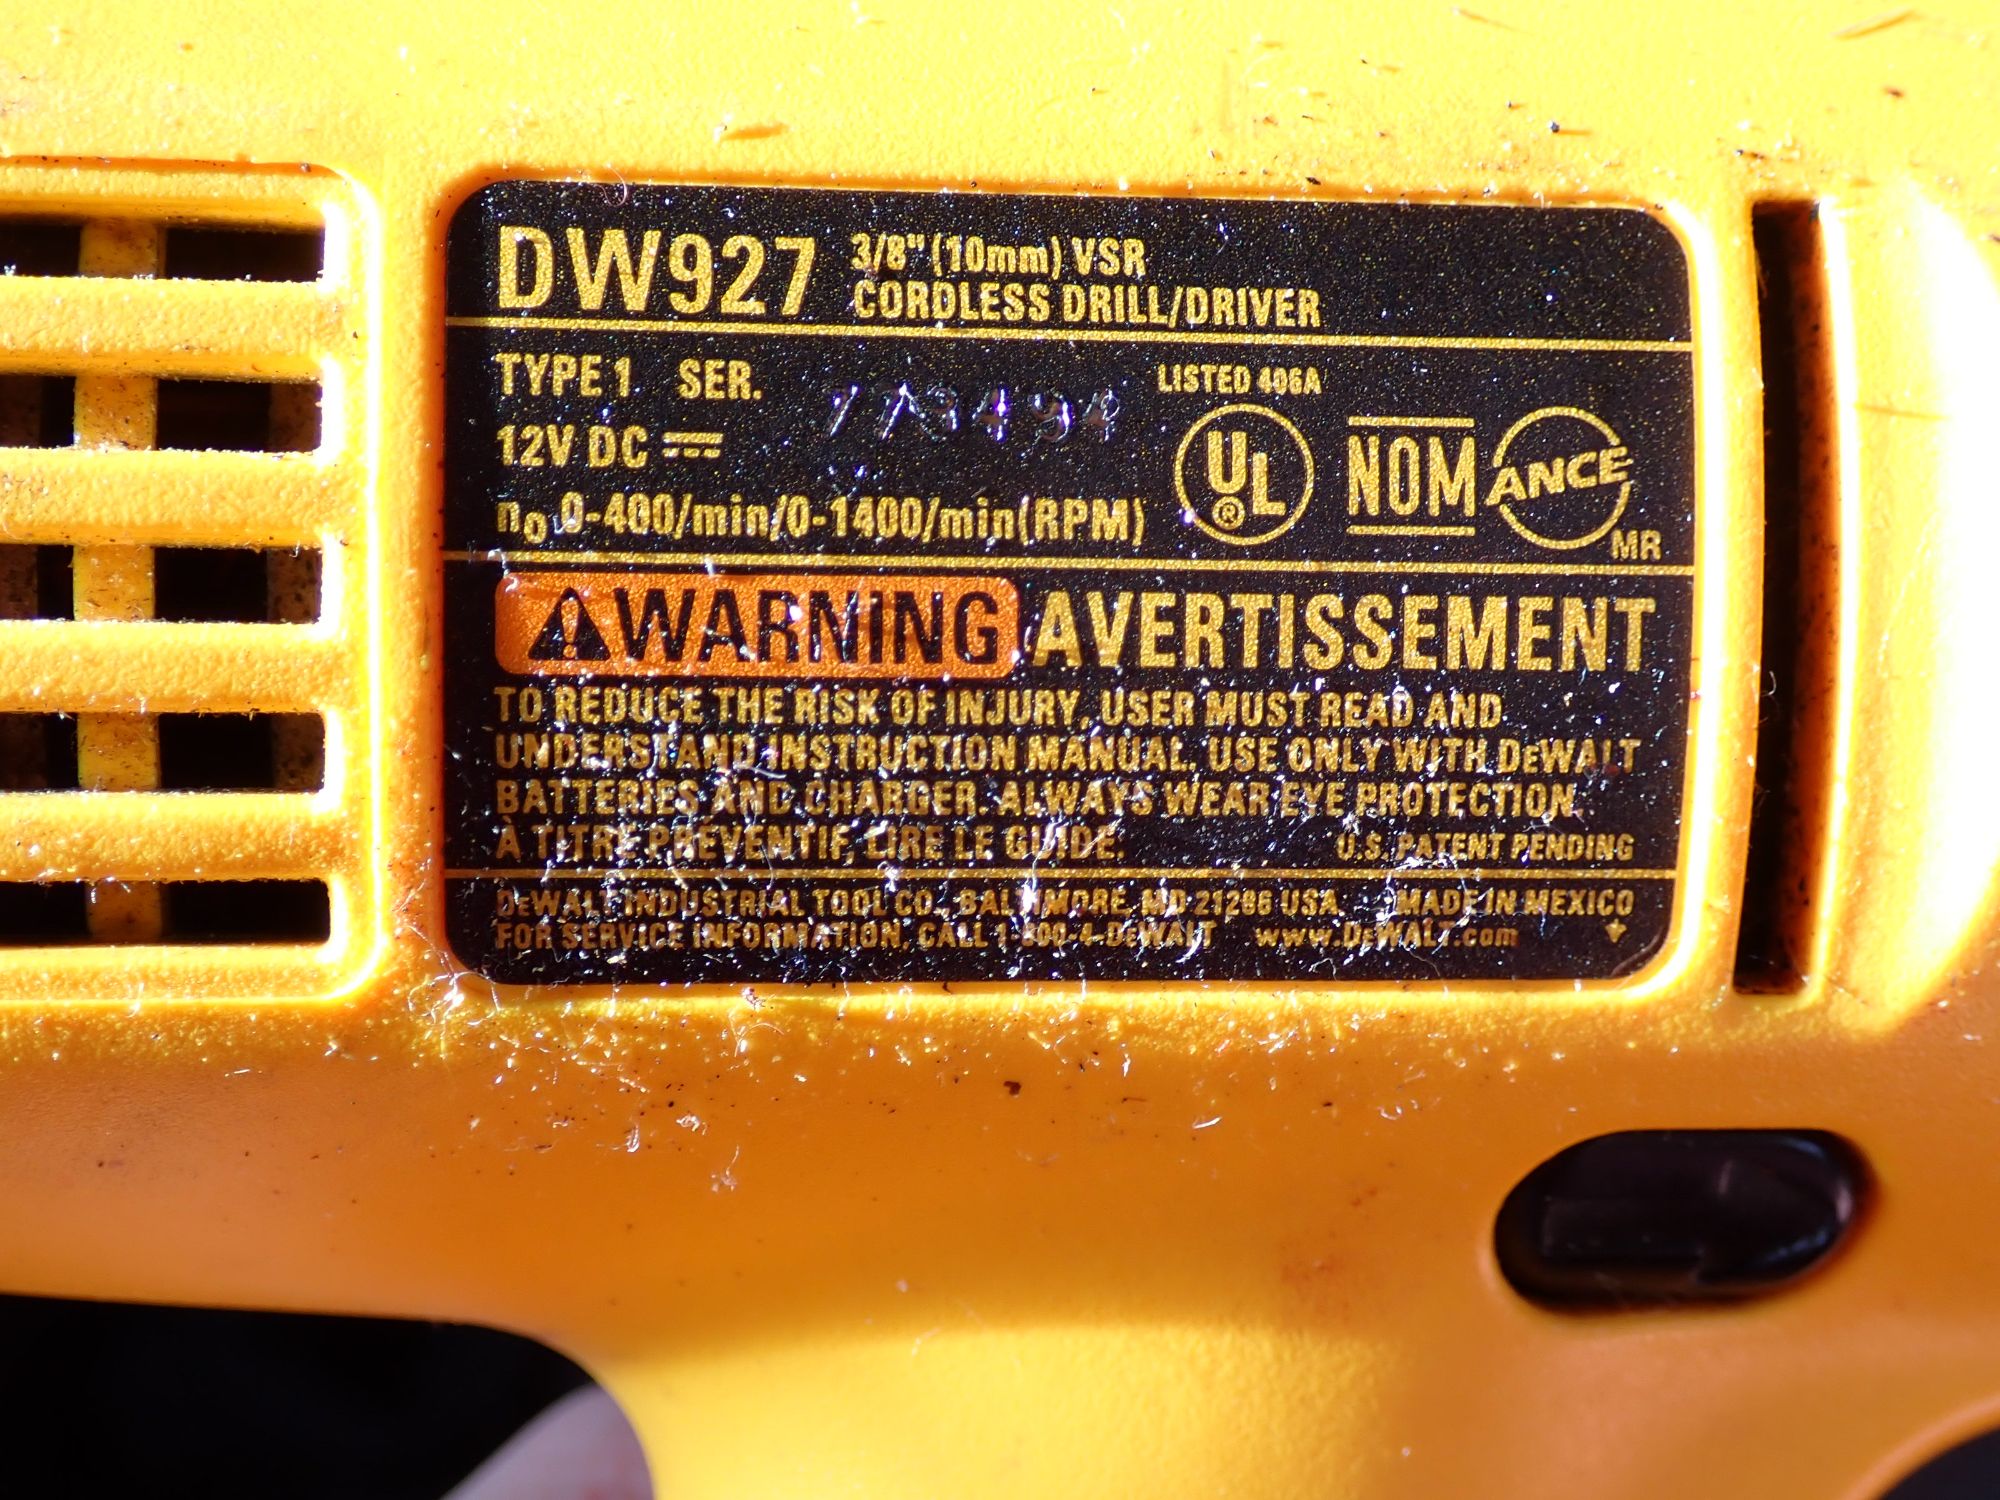 DW927 3/8" (10mm) VSR
CORDLESS DRILL/DRIVER
TYPE 1 SER.
LISTED 406A
12V DC
UL ®
NOM ANCE MR
no 0-400/min/0-1400/min(RPM)
WARNING AVERTISSEMENT
TO REDUCE THE RISK OF INJURY, USER MUST READ AND
UNDERSTAND INSTRUCTION MANUAL. USE ONLY WITH DEWALT
BATTERIES AND CHARGER. ALWAYS WEAR EYE PROTECTION.
À TITRE PRÉVENTIF, LIRE LE GUIDE.
U.S. PATENT PENDING
DEWALT INDUSTRIAL TOOL CO., BALTIMORE, MD 21286 USA MADE IN MEXICO
FOR SERVICE INFORMATION, CALL 1-800-4-DEWALT www.DEWALT.com